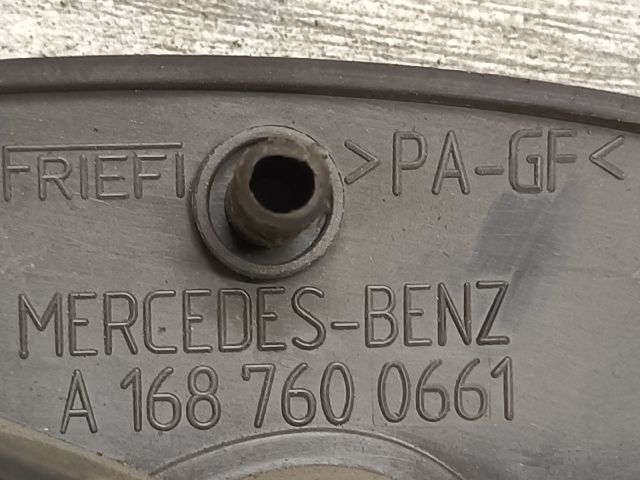 FRIEFI >PA-GF<
MERCEDES-BENZ
A 168 760 0661